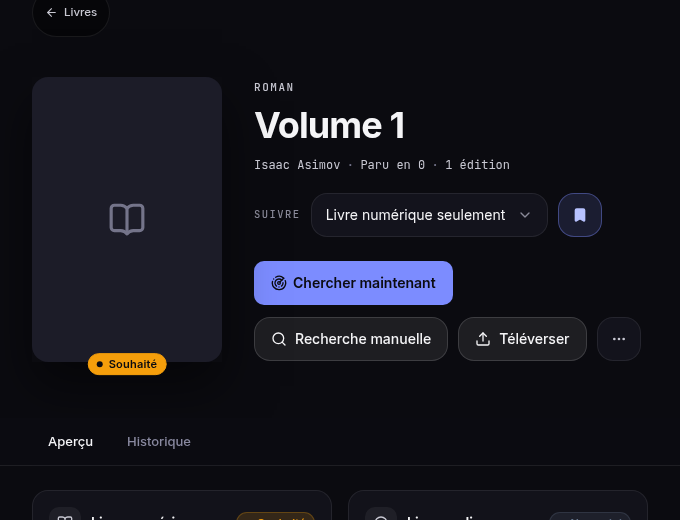 Livres
ROMAN
Volume 1
Isaac Asimov · Paru en 0 · 1 édition
SUIVRE
Livre numérique seulement
Chercher maintenant
Recherche manuelle
Téléverser
Souhaité
Aperçu
Historique